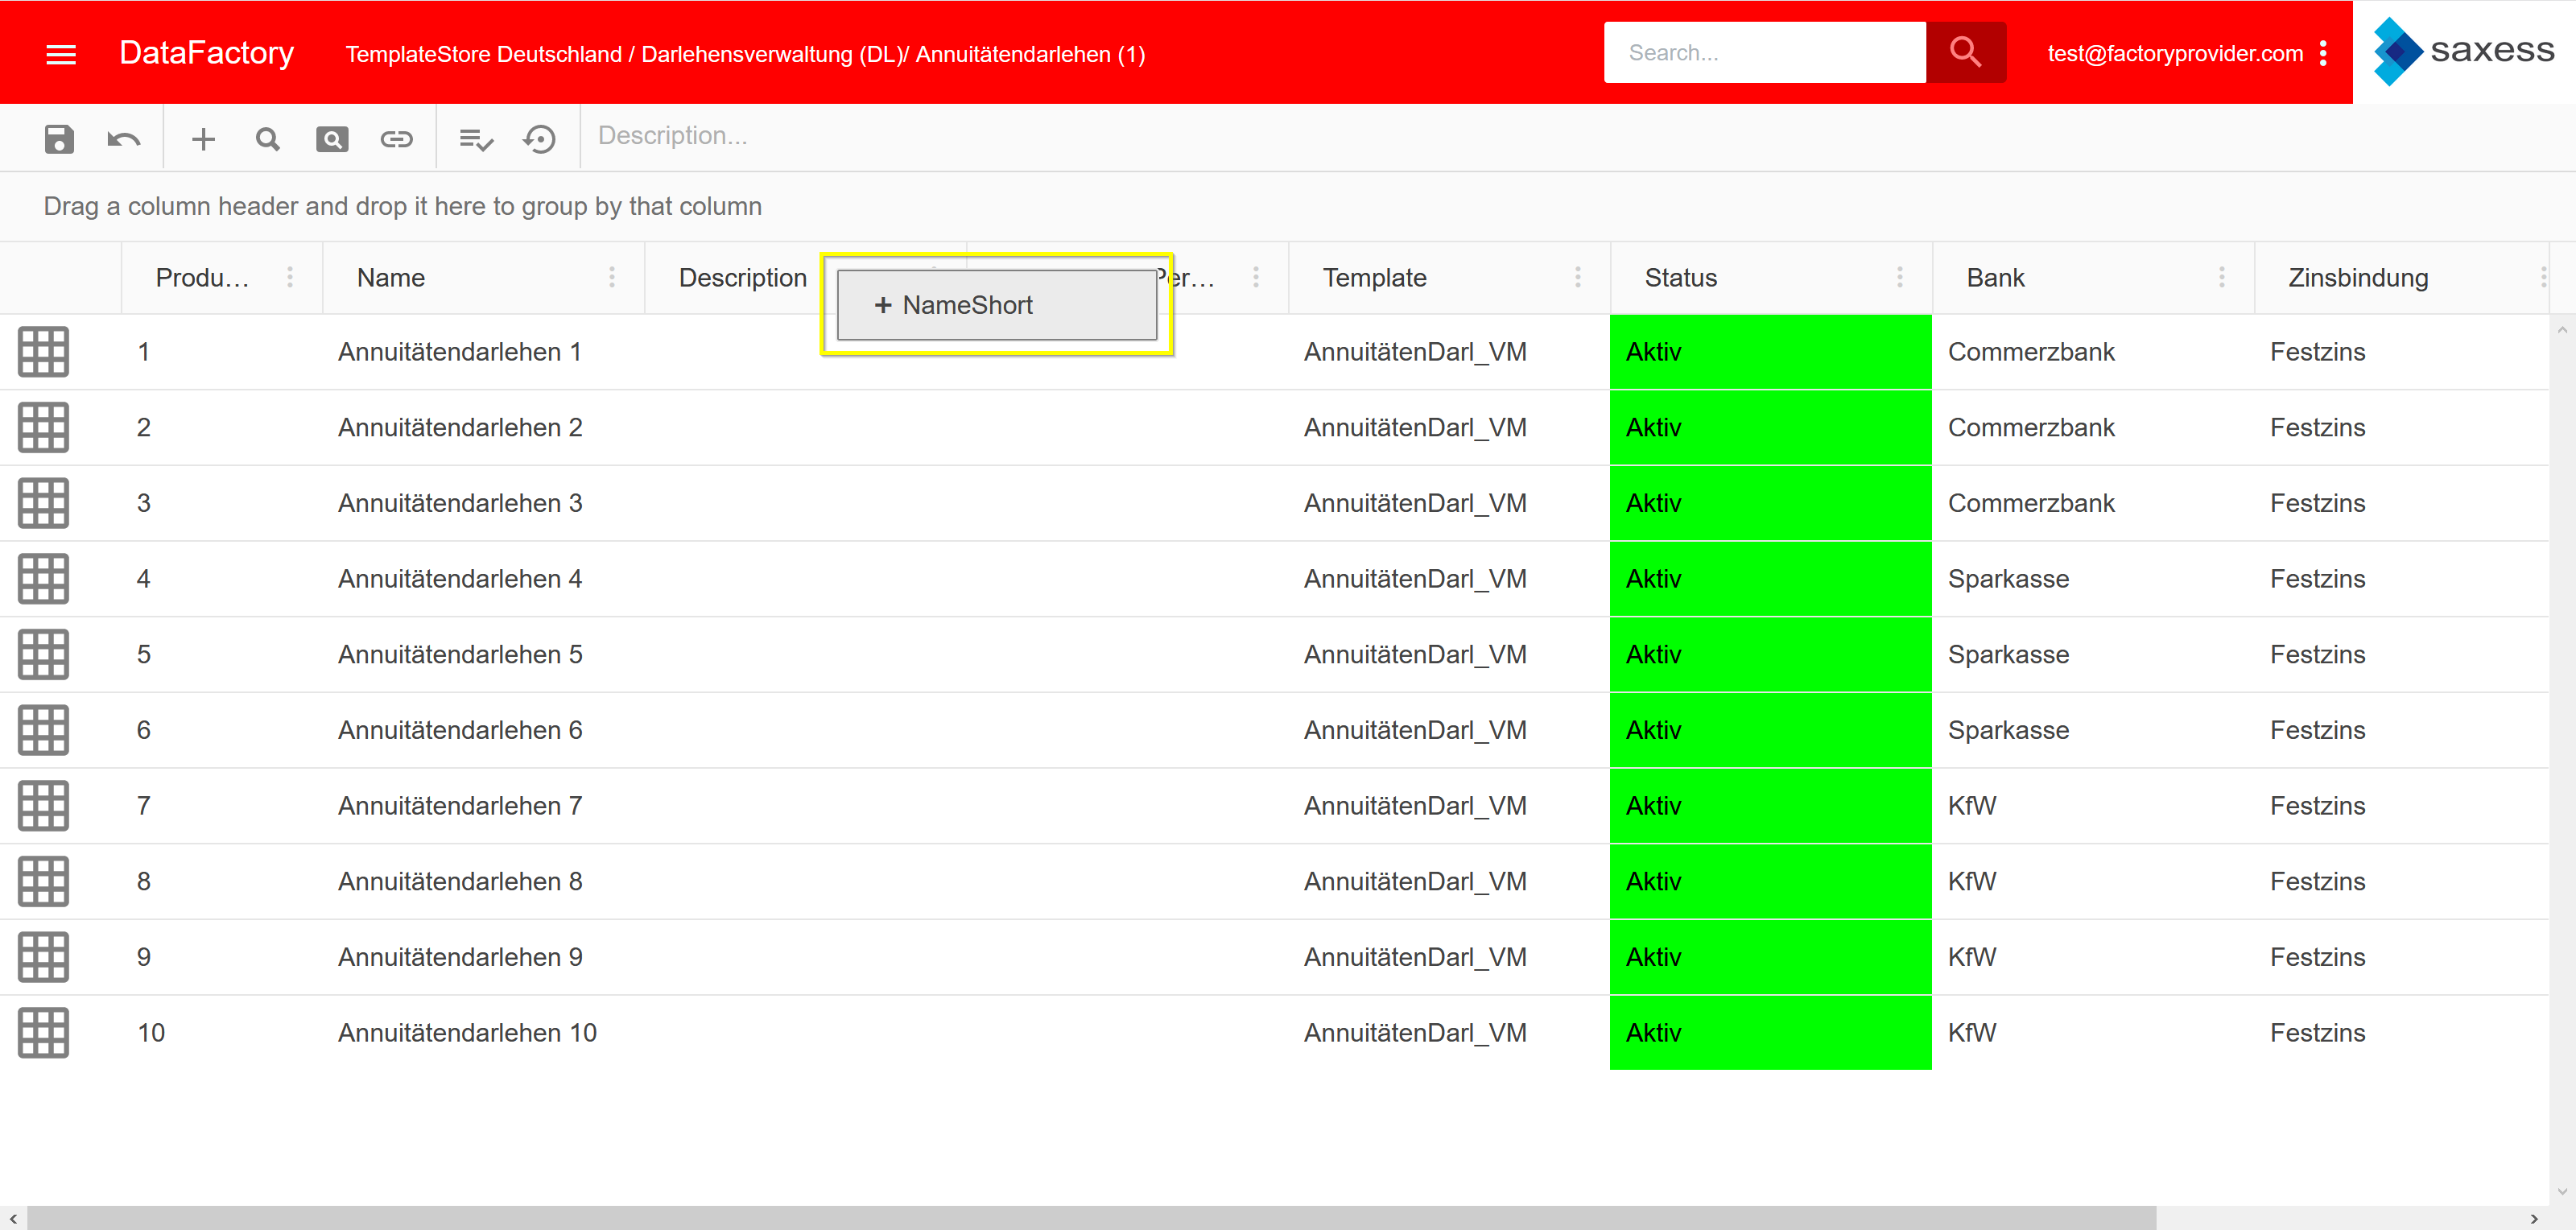 DataFactory TemplateStore Deutschland / Darlehensverwaltung (DL)/ Annuitätendarlehen (1) Search... test@factoryprovider.com saxess
Description...
Drag a column header and drop it here to group by that column
Produ... Name Description Per... Template Status Bank Zinsbindung
+ NameShort
1 Annuitätendarlehen 1 AnnuitätenDarl_VM Aktiv Commerzbank Festzins
2 Annuitätendarlehen 2 AnnuitätenDarl_VM Aktiv Commerzbank Festzins
3 Annuitätendarlehen 3 AnnuitätenDarl_VM Aktiv Commerzbank Festzins
4 Annuitätendarlehen 4 AnnuitätenDarl_VM Aktiv Sparkasse Festzins
5 Annuitätendarlehen 5 AnnuitätenDarl_VM Aktiv Sparkasse Festzins
6 Annuitätendarlehen 6 AnnuitätenDarl_VM Aktiv Sparkasse Festzins
7 Annuitätendarlehen 7 AnnuitätenDarl_VM Aktiv KfW Festzins
8 Annuitätendarlehen 8 AnnuitätenDarl_VM Aktiv KfW Festzins
9 Annuitätendarlehen 9 AnnuitätenDarl_VM Aktiv KfW Festzins
10 Annuitätendarlehen 10 AnnuitätenDarl_VM Aktiv KfW Festzins